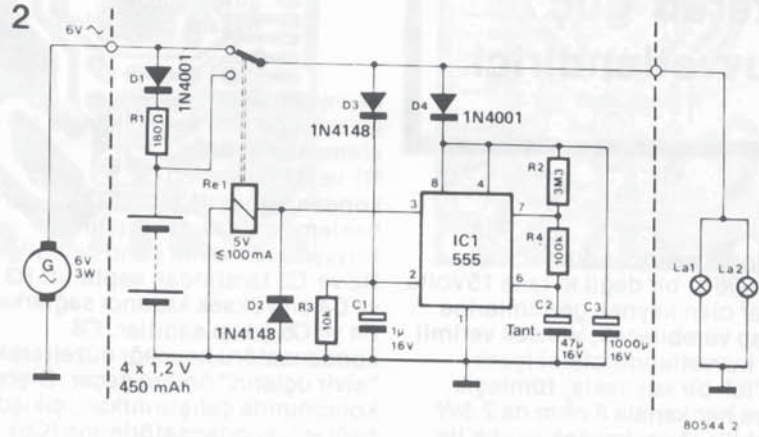 2
6V ~
D1
1N4001
R1
180Ω
D3
1N4148
D4
1N4001
Re1
5V
≤100mA
8
4
3
7
2
6
IC1
555
R2
3M3
R4
100k
G
~
6V
3W
D2
1N4148
R3
10k
C1
1µ
16V
C2
Tant.
47µ
16V
C3
1000µ
16V
La1
La2
4 x 1,2 V
450 mAh
80544 2